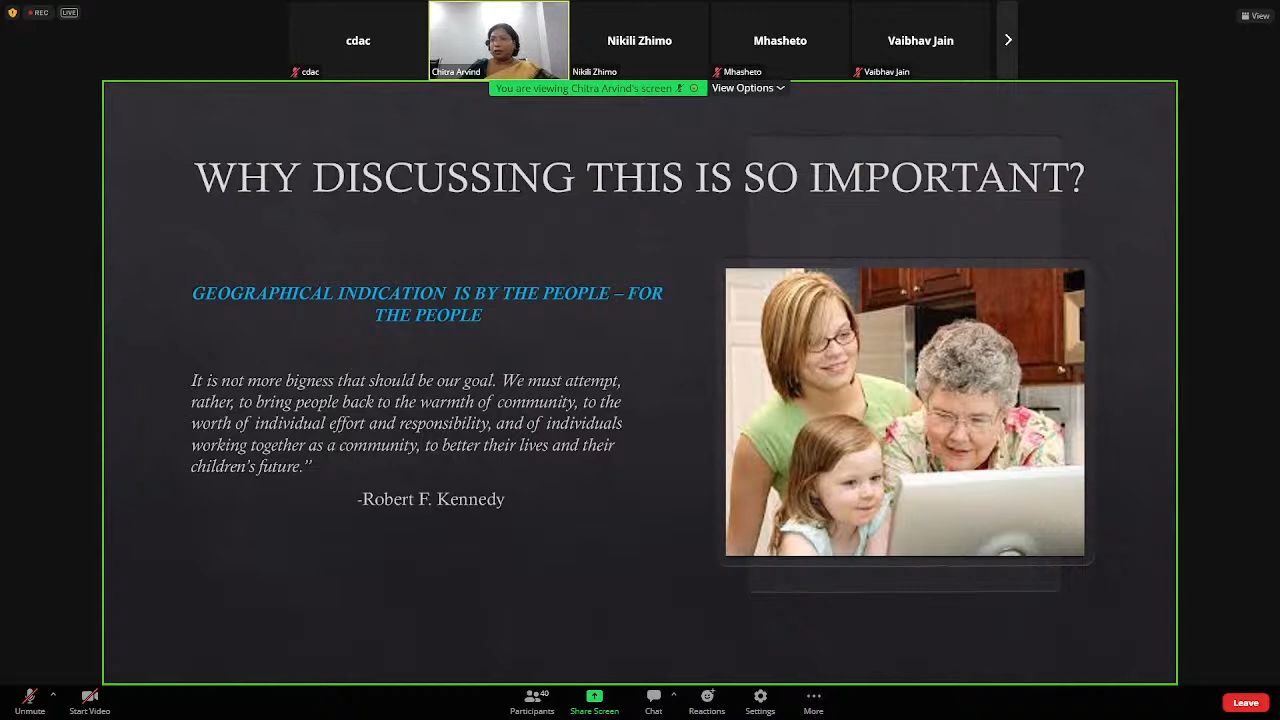 REC
LIVE
View
cdac
cdac
Chitra Arvind
Nikili Zhimo
Nikili Zhimo
Mhasheto
Mhasheto
Vaibhav Jain
Vaibhav Jain
You are viewing Chitra Arvind's screen
View Options
WHY DISCUSSING THIS IS SO IMPORTANT?
GEOGRAPHICAL INDICATION IS BY THE PEOPLE – FOR
THE PEOPLE
It is not more bigness that should be our goal. We must attempt,
rather, to bring people back to the warmth of community, to the
worth of individual effort and responsibility, and of individuals
working together as a community, to better their lives and their
children's future.”
-Robert F. Kennedy
Unmute
Start Video
Participants
40
Share Screen
Chat
Reactions
Settings
More
Leave